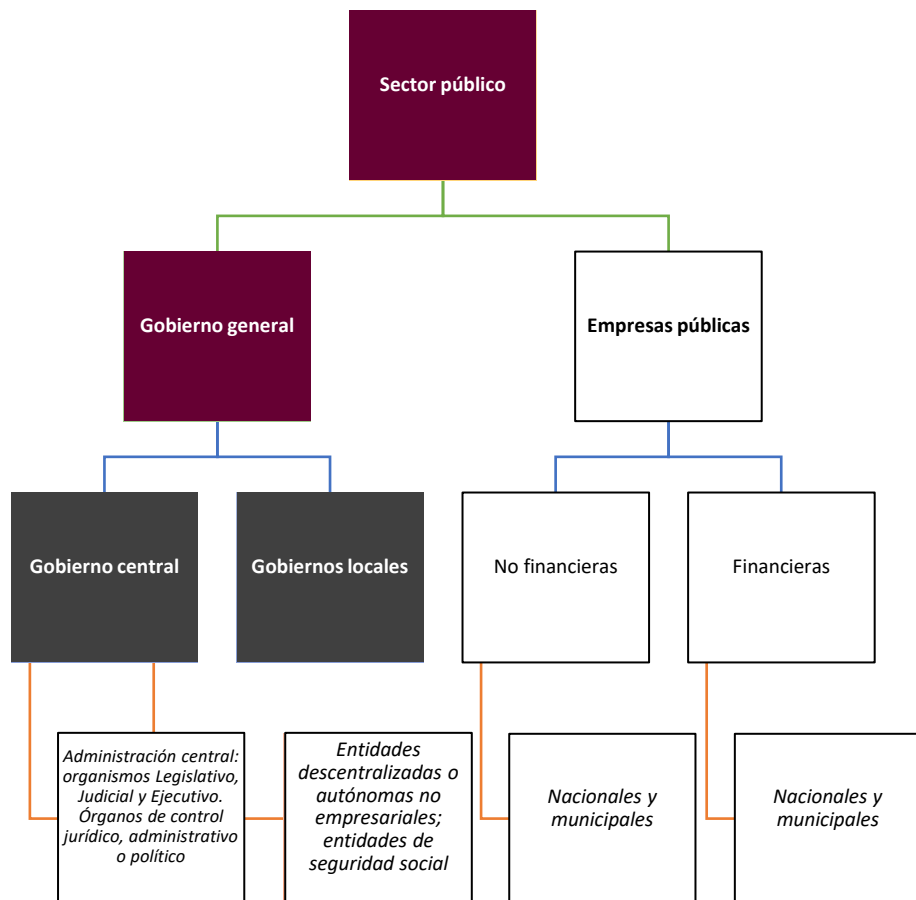 Sector público
Gobierno general
Empresas públicas
Gobierno central
Gobiernos locales
No financieras
Financieras
Administración central:
organismos Legislativo,
Judicial y Ejecutivo.
Órganos de control
jurídico, administrativo
o político
Entidades
descentralizadas o
autónomas no
empresariales;
entidades de
seguridad social
Nacionales y
municipales
Nacionales y
municipales